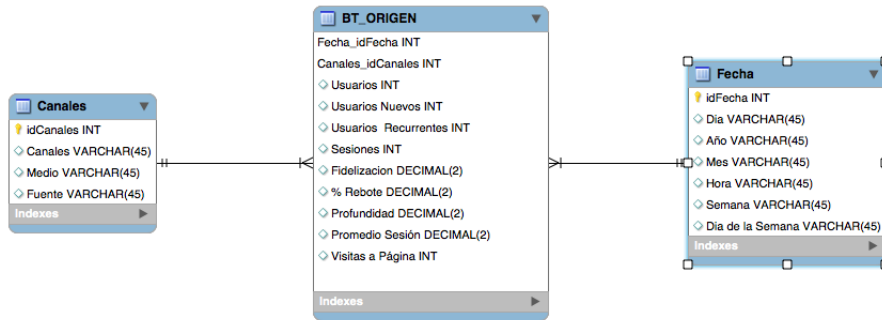 Canales
idCanales INT
Canales VARCHAR(45)
Medio VARCHAR(45)
Fuente VARCHAR(45)
Indexes
BT_ORIGEN
Fecha_idFecha INT
Canales_idCanales INT
Usuarios INT
Usuarios Nuevos INT
Usuarios Recurrentes INT
Sesiones INT
Fidelizacion DECIMAL(2)
% Rebote DECIMAL(2)
Profundidad DECIMAL(2)
Promedio Sesión DECIMAL(2)
Visitas a Página INT
Indexes
Fecha
idFecha INT
Día VARCHAR(45)
Año VARCHAR(45)
Mes VARCHAR(45)
Hora VARCHAR(45)
Semana VARCHAR(45)
Dia de la Semana VARCHAR(45)
Indexes